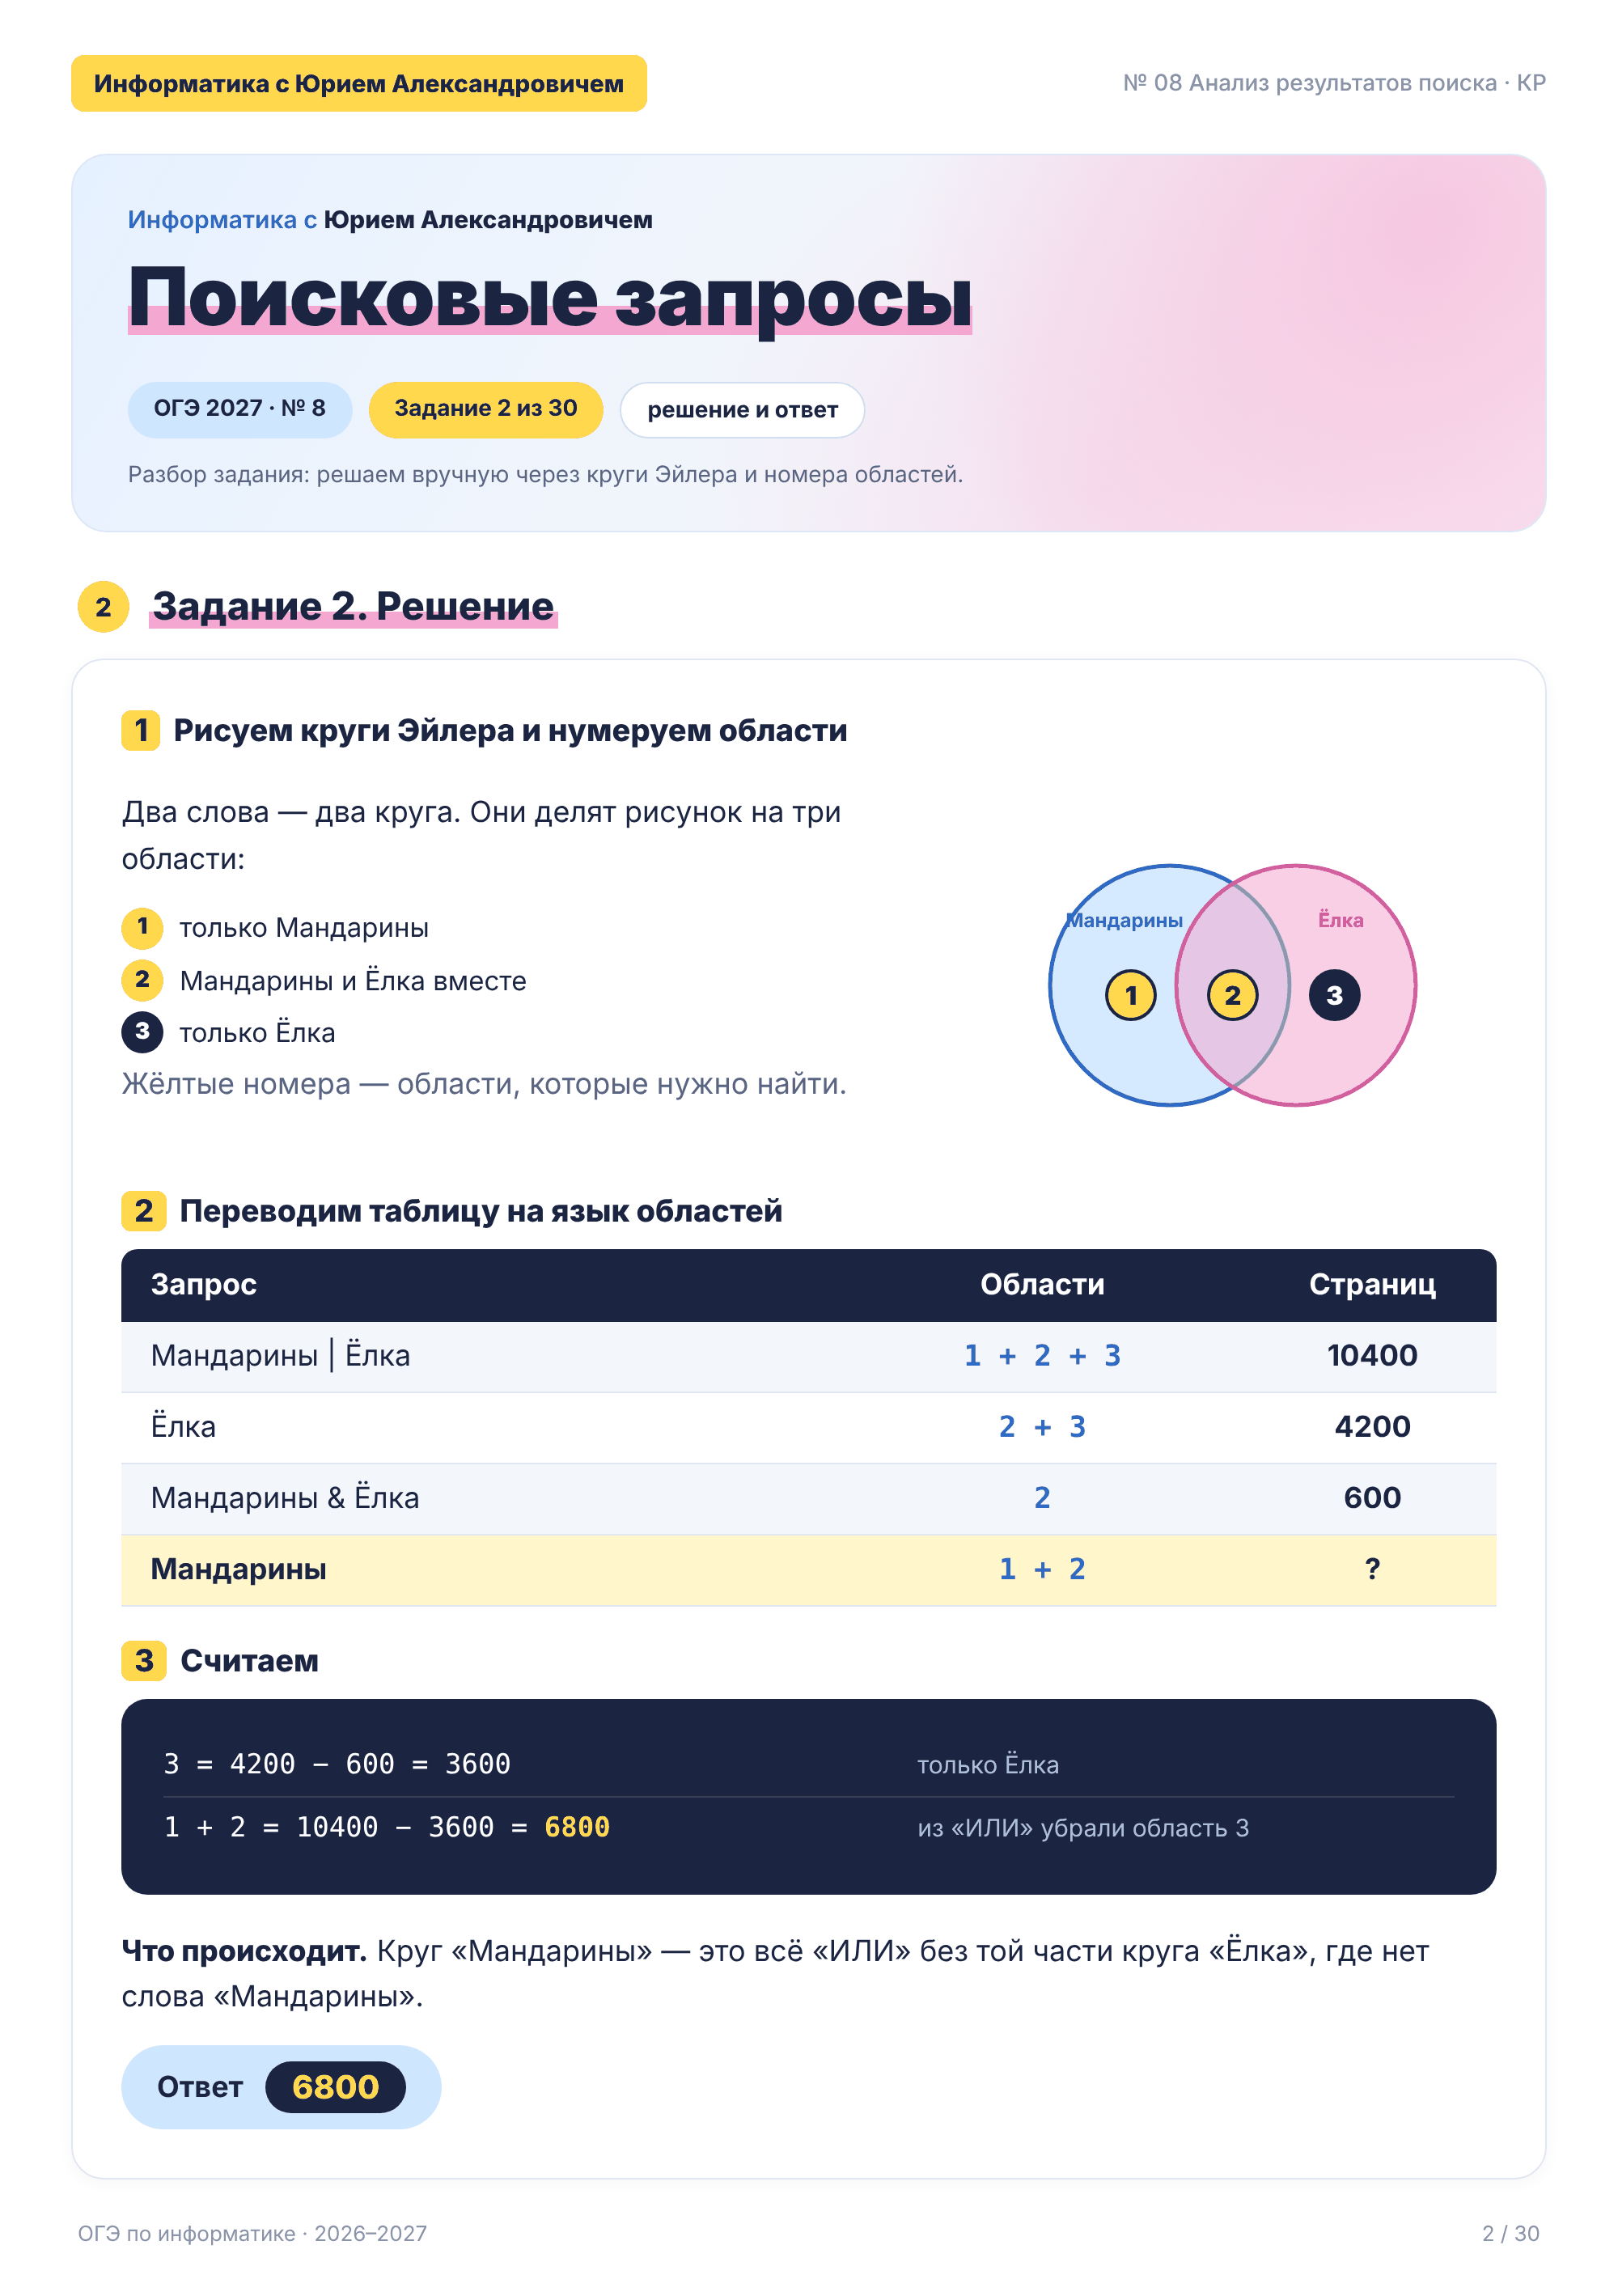 Информатика с Юрием Александровичем
№ 08 Анализ результатов поиска · КР
Информатика с Юрием Александровичем
Поисковые запросы
ОГЭ 2027 · № 8
Задание 2 из 30
решение и ответ
Разбор задания: решаем вручную через круги Эйлера и номера областей.
2 Задание 2. Решение
1 Рисуем круги Эйлера и нумеруем области
Два слова — два круга. Они делят рисунок на три
области:
1 только Мандарины
2 Мандарины и Ёлка вместе
3 только Ёлка
Жёлтые номера — области, которые нужно найти.
Мандарины Ёлка
1 2 3
2 Переводим таблицу на язык областей
Запрос Области Страниц
Мандарины | Ёлка 1 + 2 + 3 10400
Ёлка 2 + 3 4200
Мандарины & Ёлка 2 600
Мандарины 1 + 2 ?
3 Считаем
3 = 4200 − 600 = 3600 только Ёлка
1 + 2 = 10400 − 3600 = 6800 из «ИЛИ» убрали область 3
Что происходит. Круг «Мандарины» — это всё «ИЛИ» без той части круга «Ёлка», где нет
слова «Мандарины».
Ответ 6800
ОГЭ по информатике · 2026–2027
2 / 30